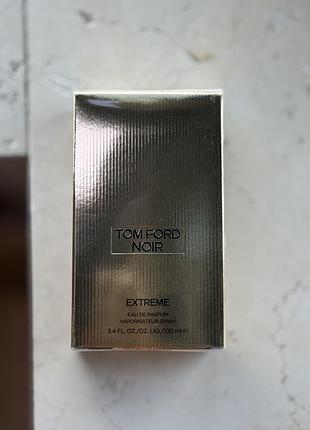 TOM FORD
NOIR
EXTREME
EAU DE PARFUM
VAPORISATEUR SPRAY
3.4 FL. OZ./OZ. LIQ./100 ml ℮